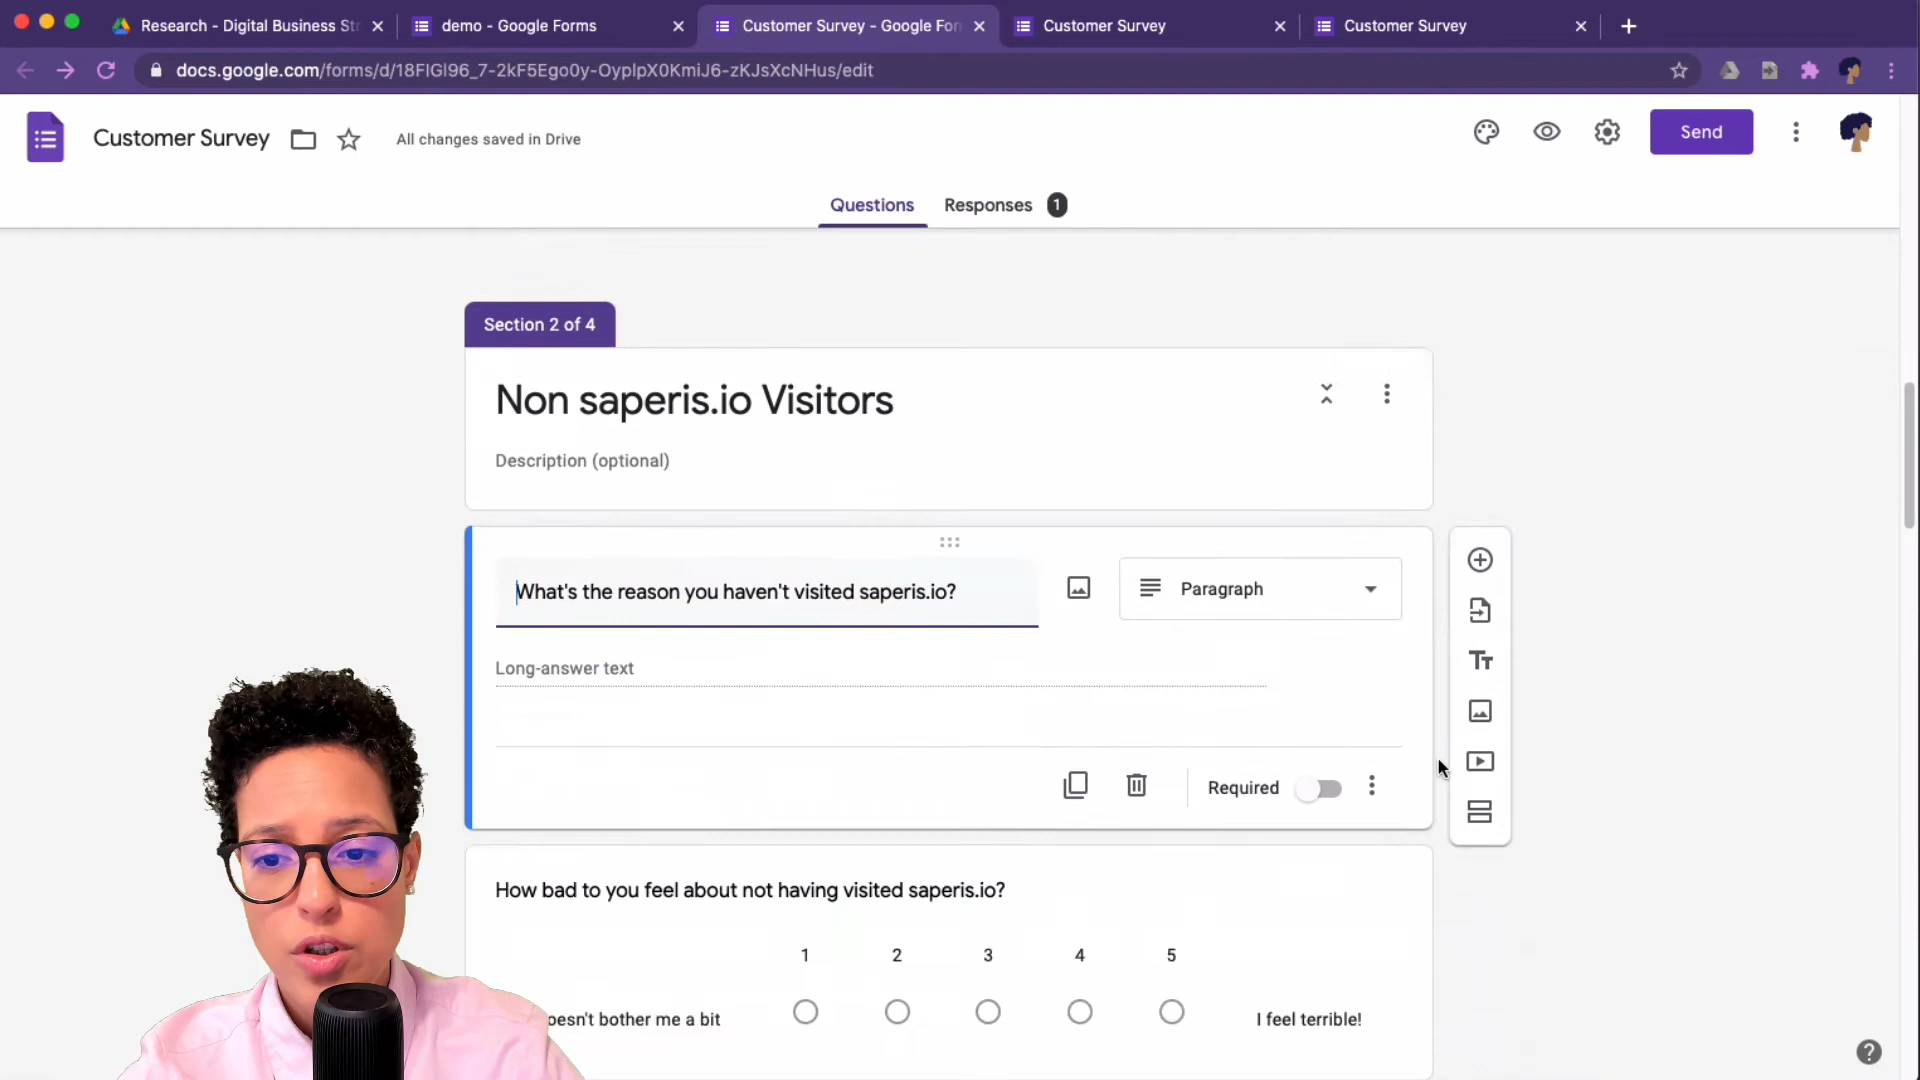 Research - Digital Business Str
demo - Google Forms
Customer Survey - Google For
Customer Survey
Customer Survey
docs.google.com/forms/d/18FIGl96_7-2kF5Ego0y-OyplpX0KmiJ6-zKJsXcNHus/edit
Customer Survey
All changes saved in Drive
Send
Questions
Responses 1
Section 2 of 4
Non saperis.io Visitors
Description (optional)
What's the reason you haven't visited saperis.io?
Paragraph
Long-answer text
Required
How bad to you feel about not having visited saperis.io?
1 2 3 4 5
oesn't bother me a bit
I feel terrible!